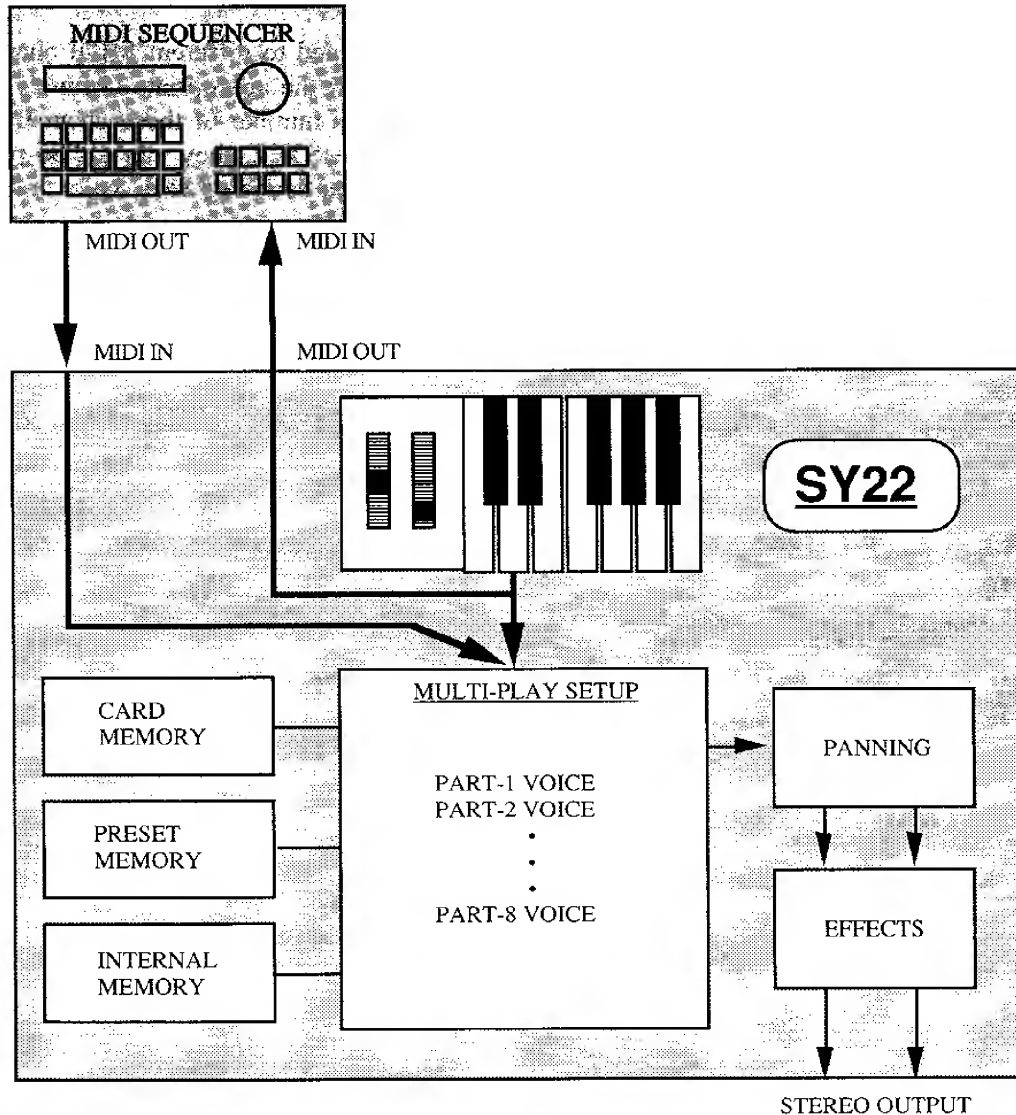 MIDI SEQUENCER
MIDI OUT
MIDI IN
MIDI IN
MIDI OUT
SY22
MULTI-PLAY SETUP
CARD
MEMORY
PART-1 VOICE
PART-2 VOICE
PANNING
PRESET
MEMORY
PART-8 VOICE
EFFECTS
INTERNAL
MEMORY
STEREO OUTPUT